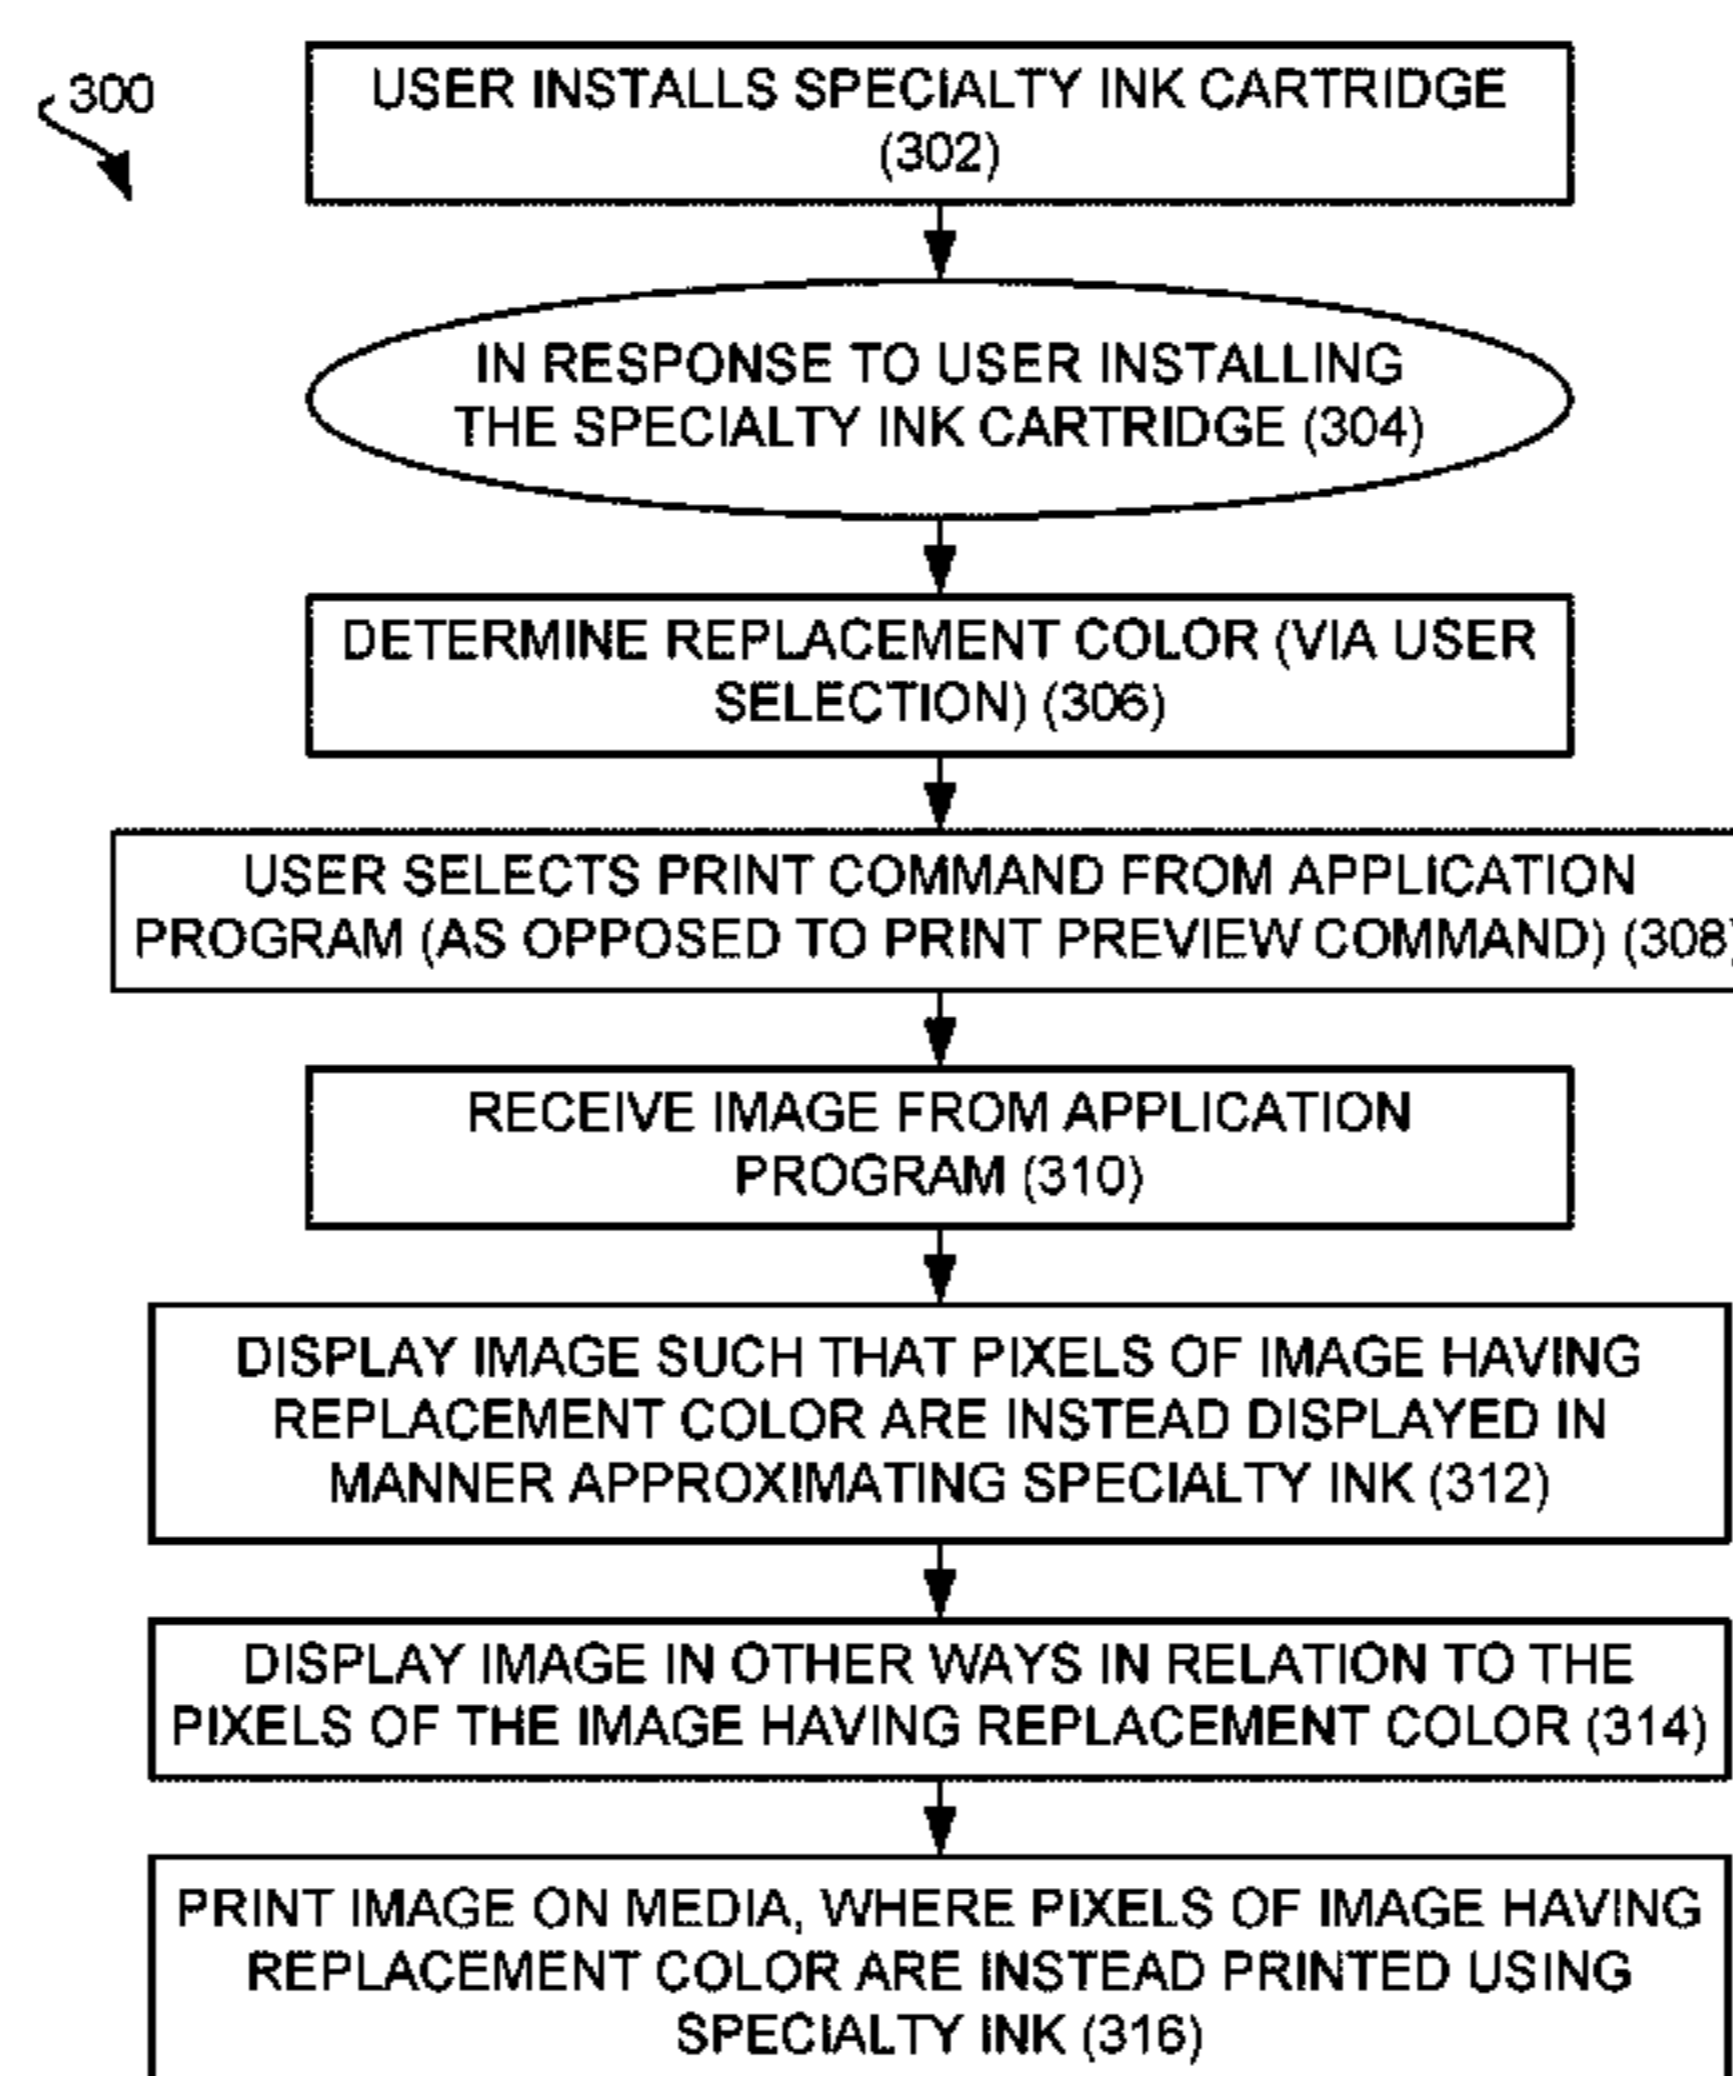 300
USER INSTALLS SPECIALTY INK CARTRIDGE
(302)
IN RESPONSE TO USER INSTALLING
THE SPECIALTY INK CARTRIDGE (304)
DETERMINE REPLACEMENT COLOR (VIA USER
SELECTION) (306)
USER SELECTS PRINT COMMAND FROM APPLICATION
PROGRAM (AS OPPOSED TO PRINT PREVIEW COMMAND) (308)
RECEIVE IMAGE FROM APPLICATION
PROGRAM (310)
DISPLAY IMAGE SUCH THAT PIXELS OF IMAGE HAVING
REPLACEMENT COLOR ARE INSTEAD DISPLAYED IN
MANNER APPROXIMATING SPECIALTY INK (312)
DISPLAY IMAGE IN OTHER WAYS IN RELATION TO THE
PIXELS OF THE IMAGE HAVING REPLACEMENT COLOR (314)
PRINT IMAGE ON MEDIA, WHERE PIXELS OF IMAGE HAVING
REPLACEMENT COLOR ARE INSTEAD PRINTED USING
SPECIALTY INK (316)